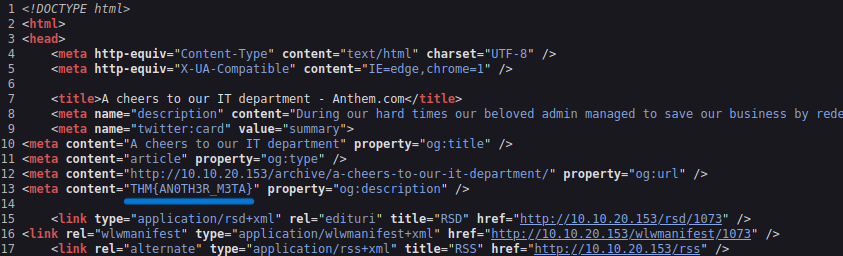 1 <!DOCTYPE html>
2 <html>
3 <head>
4 <meta http-equiv="Content-Type" content="text/html" charset="UTF-8" />
5 <meta http-equiv="X-UA-Compatible" content="IE=edge,chrome=1" />
6
7 <title>A cheers to our IT department - Anthem.com</title>
8 <meta name="description" content="During our hard times our beloved admin managed to save our business by rede
9 <meta name="twitter:card" value="summary">
10 <meta content="A cheers to our IT department" property="og:title" />
11 <meta content="article" property="og:type" />
12 <meta content="http://10.10.20.153/archive/a-cheers-to-our-it-department/" property="og:url" />
13 <meta content="THM{AN0TH3R_M3TA}" property="og:description" />
14
15 <link type="application/rsd+xml" rel="edituri" title="RSD" href="http://10.10.20.153/rsd/1073" />
16 <link rel="wlwmanifest" type="application/wlwmanifest+xml" href="http://10.10.20.153/wlwmanifest/1073" />
17 <link rel="alternate" type="application/rss+xml" title="RSS" href="http://10.10.20.153/rss" />